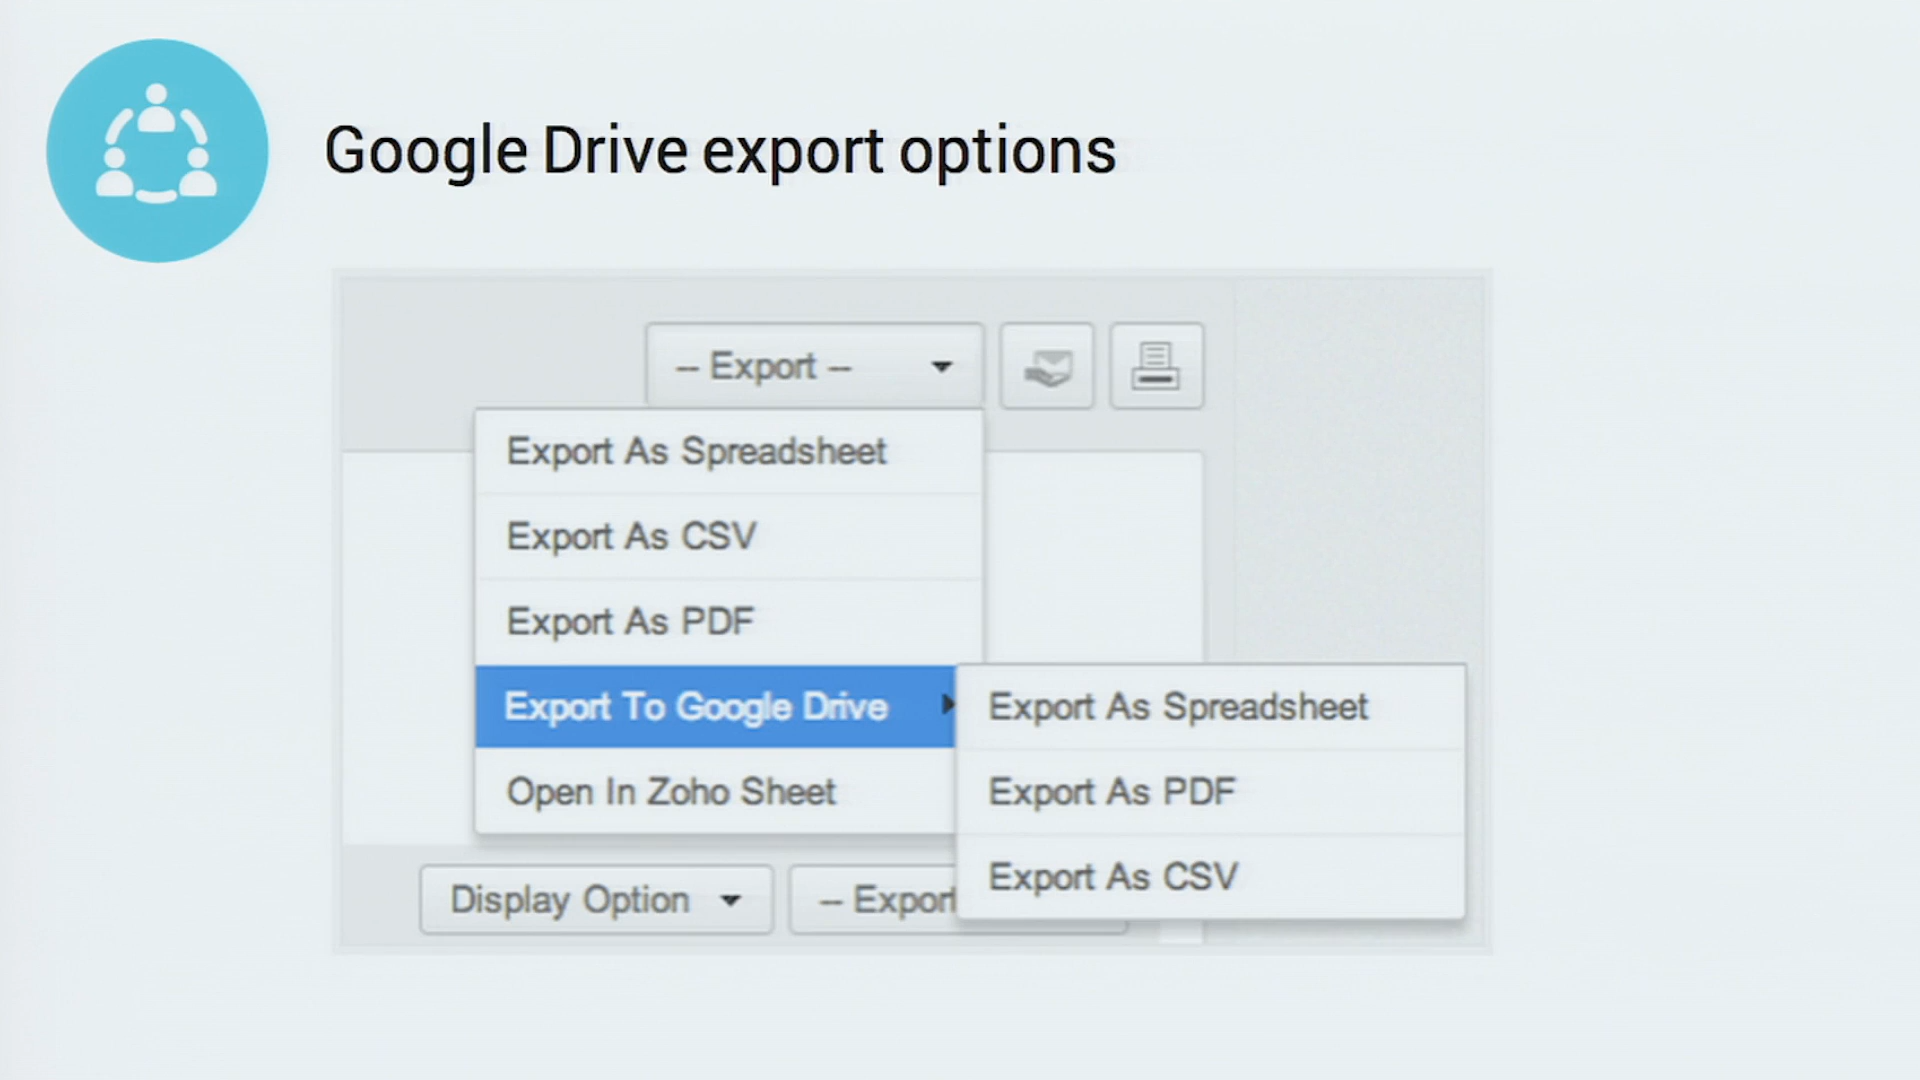 Google Drive export options
-- Export --
Export As Spreadsheet
Export As CSV
Export As PDF
Export To Google Drive
Export As Spreadsheet
Open In Zoho Sheet
Export As PDF
Export As CSV
Display Option
-- Export